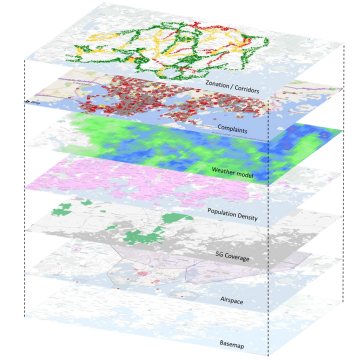 Zonation / Corridors
Complaints
Weather model
Population Density
5G Coverage
Airspace
Basemap